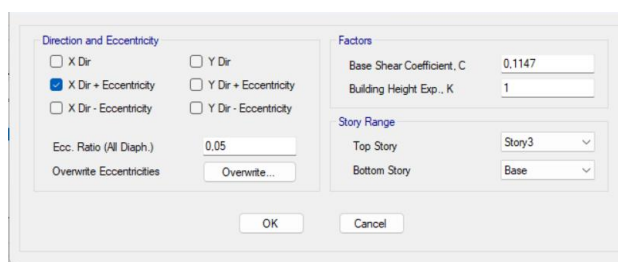 Direction and Eccentricity
X Dir
Y Dir
X Dir + Eccentricity
Y Dir + Eccentricity
X Dir - Eccentricity
Y Dir - Eccentricity
Ecc. Ratio (All Diaph.)
0,05
Overwrite Eccentricities
Overwrite...
Factors
Base Shear Coefficient, C
0,1147
Building Height Exp., K
1
Story Range
Top Story
Story3
Bottom Story
Base
OK
Cancel